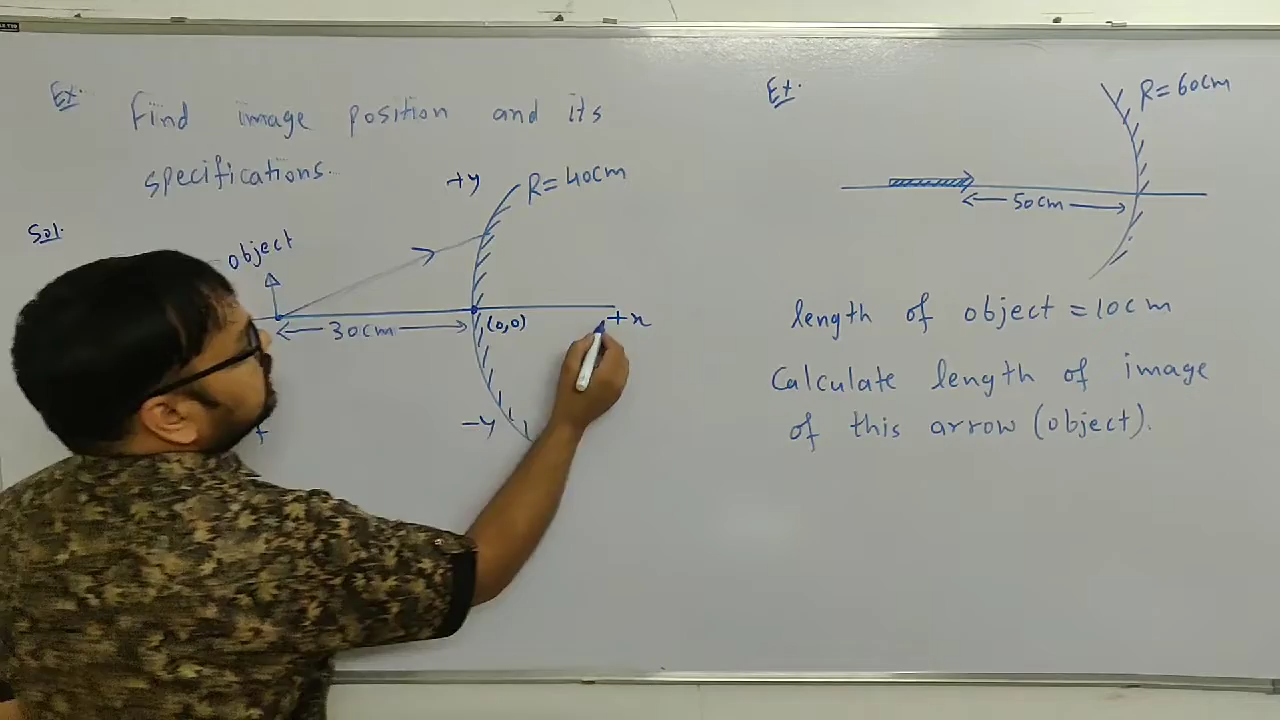 Ex:
Find image position and its
specifications.
+y
R=40cm
Sol.
object
30cm
(0,0)
+x
-y
Ex:
R=60cm
50cm
length of object = 10cm
Calculate length of image
of this arrow (object).